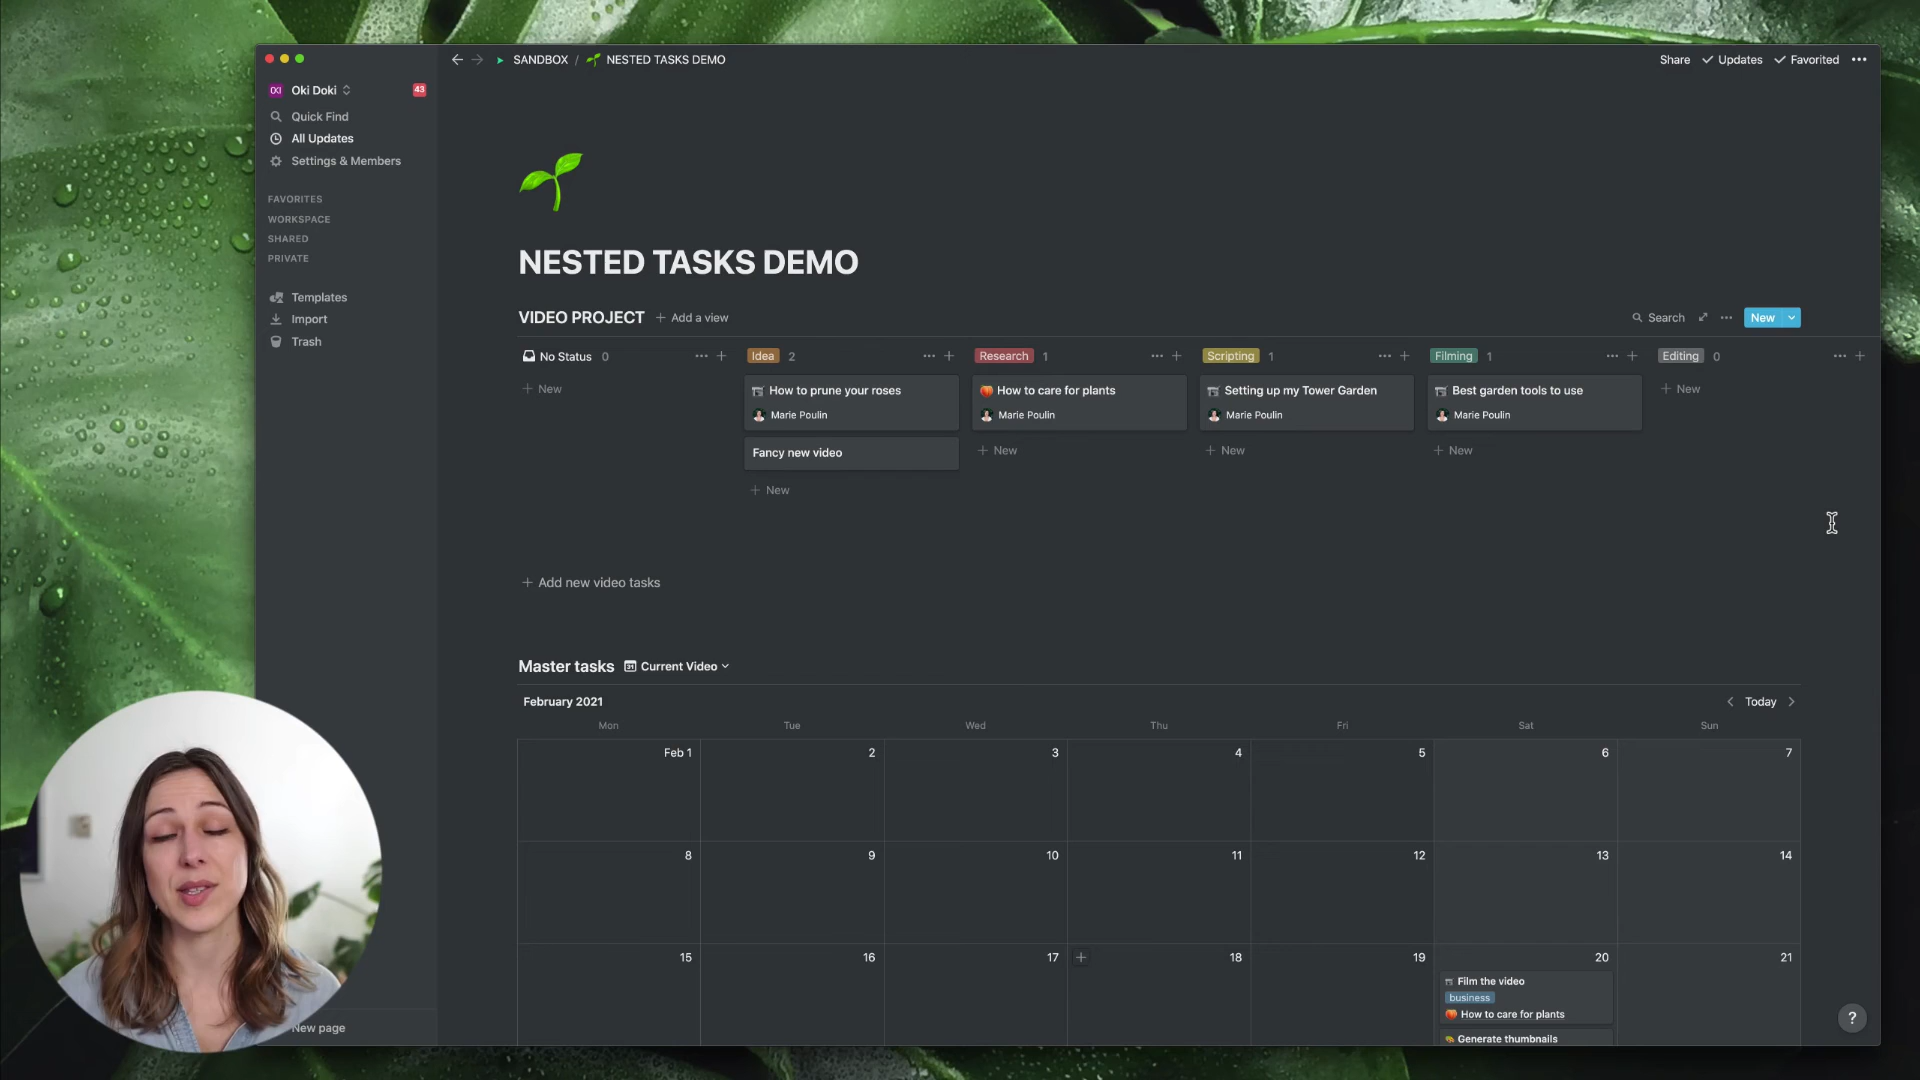 SANDBOX / NESTED TASKS DEMO
Share Updates Favorited
OKI Oki Doki 43
Quick Find
All Updates
Settings & Members
FAVORITES
WORKSPACE
SHARED
PRIVATE
Templates
Import
Trash
New page
NESTED TASKS DEMO
VIDEO PROJECT + Add a view Search New
No Status 0 Idea 2 Research 1 Scripting 1 Filming 1 Editing 0
+ New How to prune your roses How to care for plants Setting up my Tower Garden Best garden tools to use + New
Marie Poulin Marie Poulin Marie Poulin Marie Poulin
Fancy new video + New + New + New
+ New
+ Add new video tasks
Master tasks 31 Current Video
February 2021 Today
Mon Tue Wed Thu Fri Sat Sun
Feb 1 2 3 4 5 6 7
8 9 10 11 12 13 14
15 16 17 + 18 19 20 21
Film the video
business
How to care for plants
Generate thumbnails
?